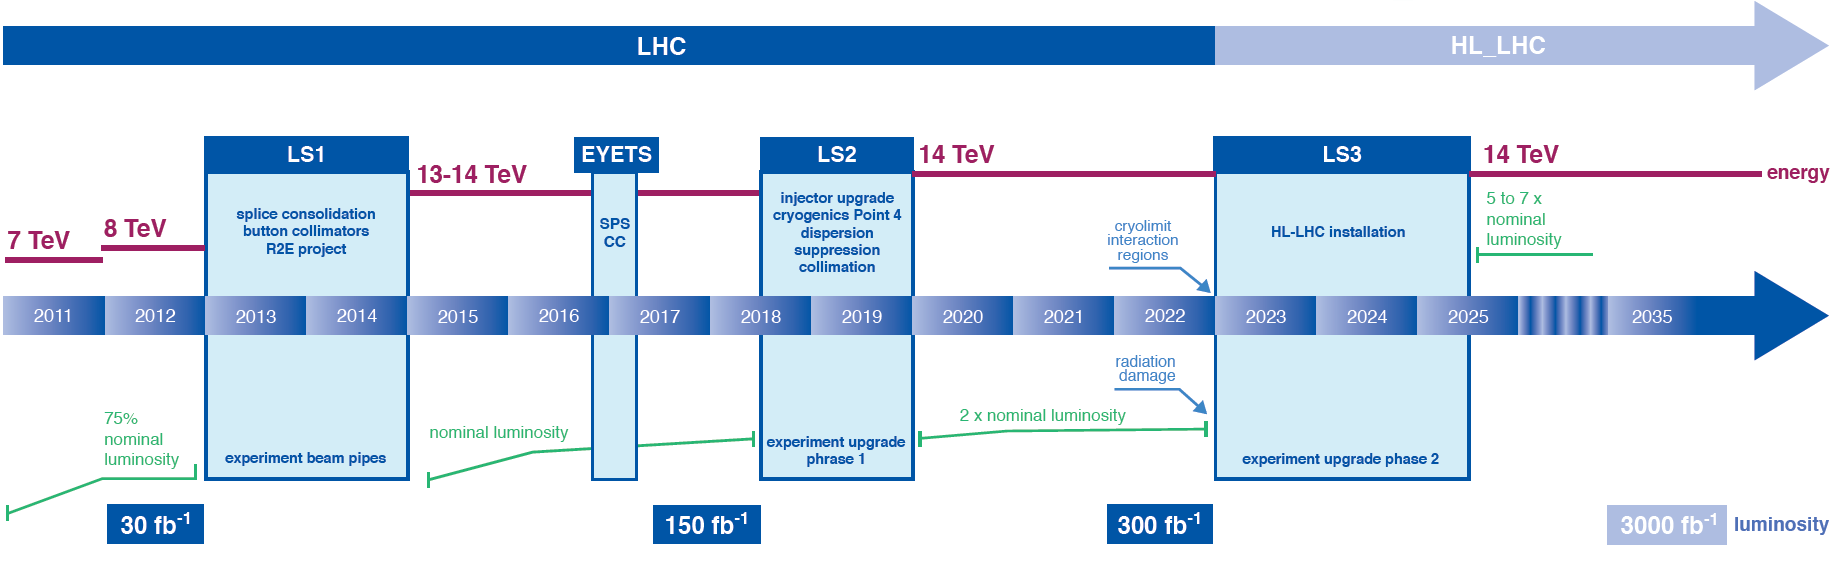 LHC
HL_LHC
LS1
EYETS
LS2
14 TeV
LS3
14 TeV
13-14 TeV
energy
7 TeV
8 TeV
splice consolidation
button collimators
R2E project
SPS
CC
injector upgrade
cryogenics Point 4
dispersion
suppression
collimation
cryolimit
interaction
regions
HL-LHC installation
5 to 7 x
nominal
luminosity
2011
2012
2013
2014
2015
2016
2017
2018
2019
2020
2021
2022
2023
2024
2025
2035
radiation
damage
75%
nominal
luminosity
experiment beam pipes
nominal luminosity
experiment upgrade
phrase 1
2 x nominal luminosity
experiment upgrade phase 2
30 fb-1
150 fb-1
300 fb-1
3000 fb-1
luminosity